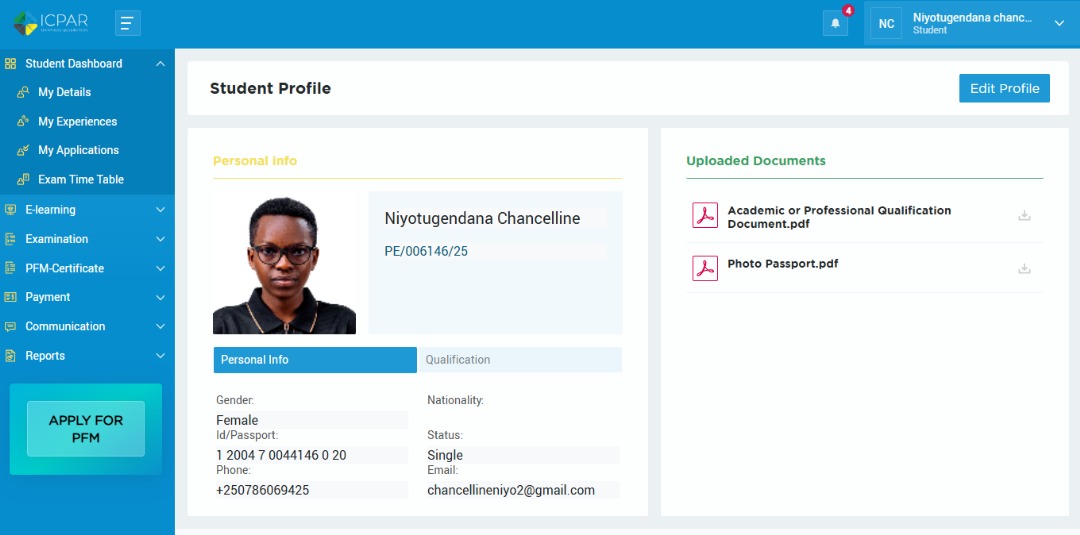 ICPAR
4
NC
Niyotugendana chanc...
Student
Student Dashboard
My Details
My Experiences
My Applications
Exam Time Table
E-learning
Examination
PFM-Certificate
Payment
Communication
Reports
APPLY FOR
PFM
Student Profile
Edit Profile
Personal info
Niyotugendana Chancelline
PE/006146/25
Personal Info
Qualification
Gender:
Nationality:
Female
Id/Passport:
Status:
1 2004 7 0044146 0 20
Single
Phone:
Email:
+250786069425
chancellineniyo2@gmail.com
Uploaded Documents
Academic or Professional Qualification
Document.pdf
Photo Passport.pdf